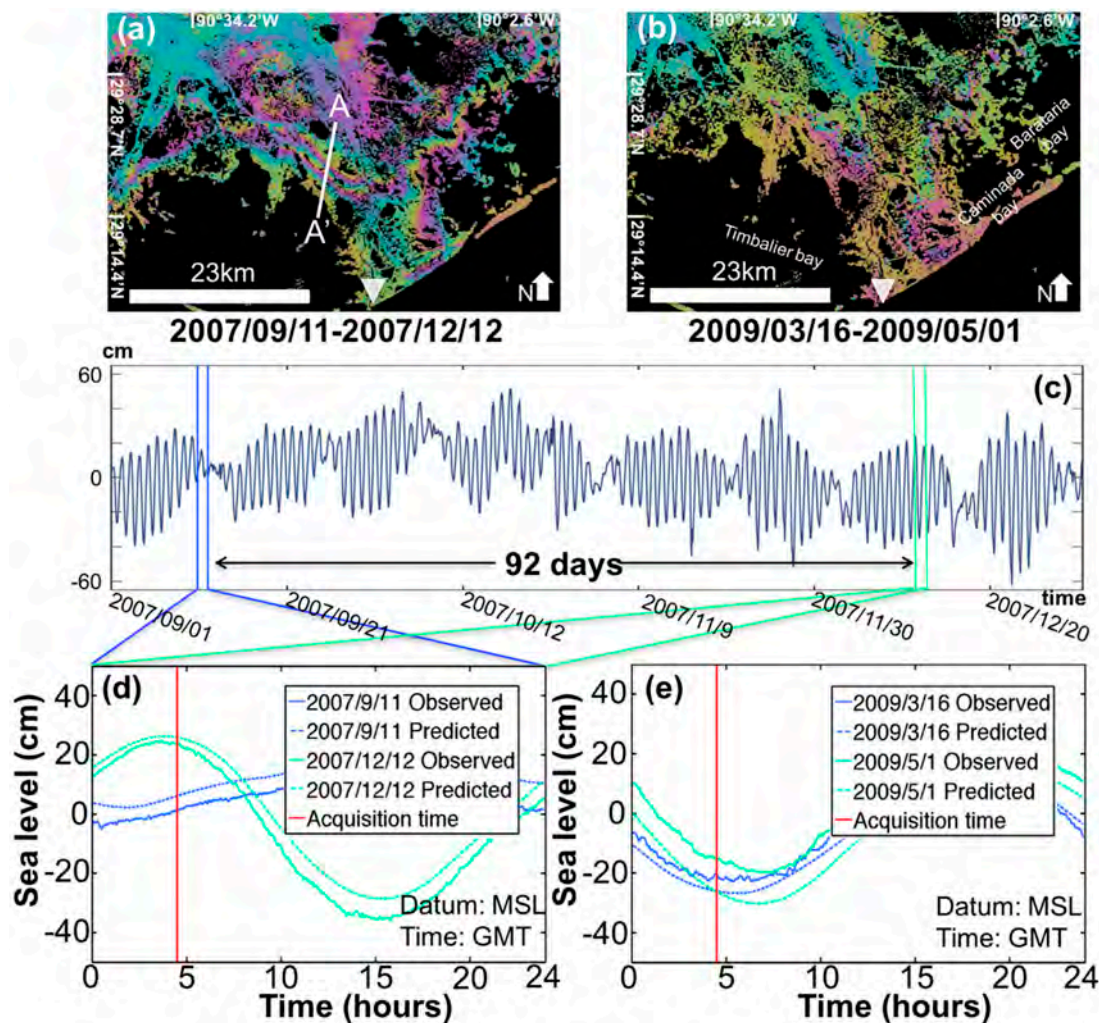 (a)
90°34.2'W
90°2.6'W
29°28.7'N
29°14.4'N
A
A'
23km
N
2007/09/11-2007/12/12
(b)
90°34.2'W
90°2.6'W
29°28.7'N
29°14.4'N
Barataria
bay
Caminada
bay
Timbalier bay
23km
N
2009/03/16-2009/05/01
cm
60
0
-60
(c)
92 days
time
2007/09/01
2007/09/21
2007/10/12
2007/11/9
2007/11/30
2007/12/20
(d)
Sea level (cm)
40
20
0
-20
-40
2007/9/11 Observed
2007/9/11 Predicted
2007/12/12 Observed
2007/12/12 Predicted
Acquisition time
Datum: MSL
Time: GMT
0 5 10 15 20 24
Time (hours)
(e)
Sea level (cm)
40
20
0
-20
-40
2009/3/16 Observed
2009/3/16 Predicted
2009/5/1 Observed
2009/5/1 Predicted
Acquisition time
Datum: MSL
Time: GMT
0 5 10 15 20 24
Time (hours)